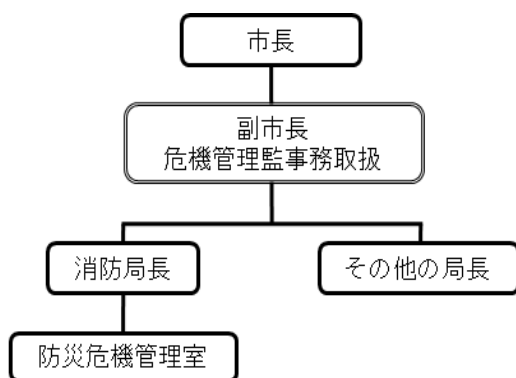 市長
副市長
危機管理監事務取扱
消防局長
その他の局長
防災危機管理室